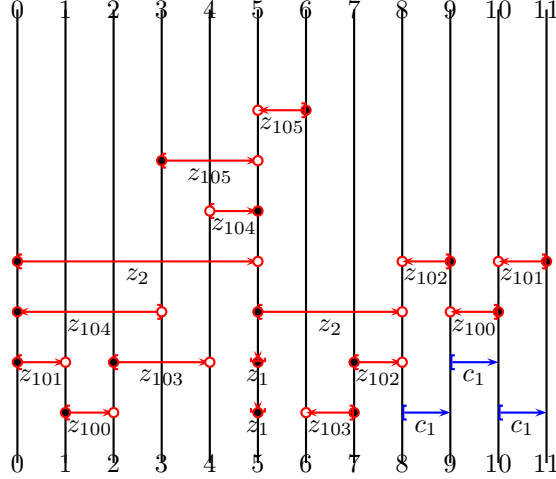 0 1 2 3 4 5 6 7 8 9 10 11
z₁₀₅
z₁₀₅
z₁₀₄
z₂ z₁₀₂ z₁₀₁
z₁₀₄ z₂ z₁₀₀
z₁₀₁ z₁₀₃ z₁ z₁₀₂ c₁
z₁₀₀ z₁ z₁₀₃ c₁ c₁
0 1 2 3 4 5 6 7 8 9 10 11